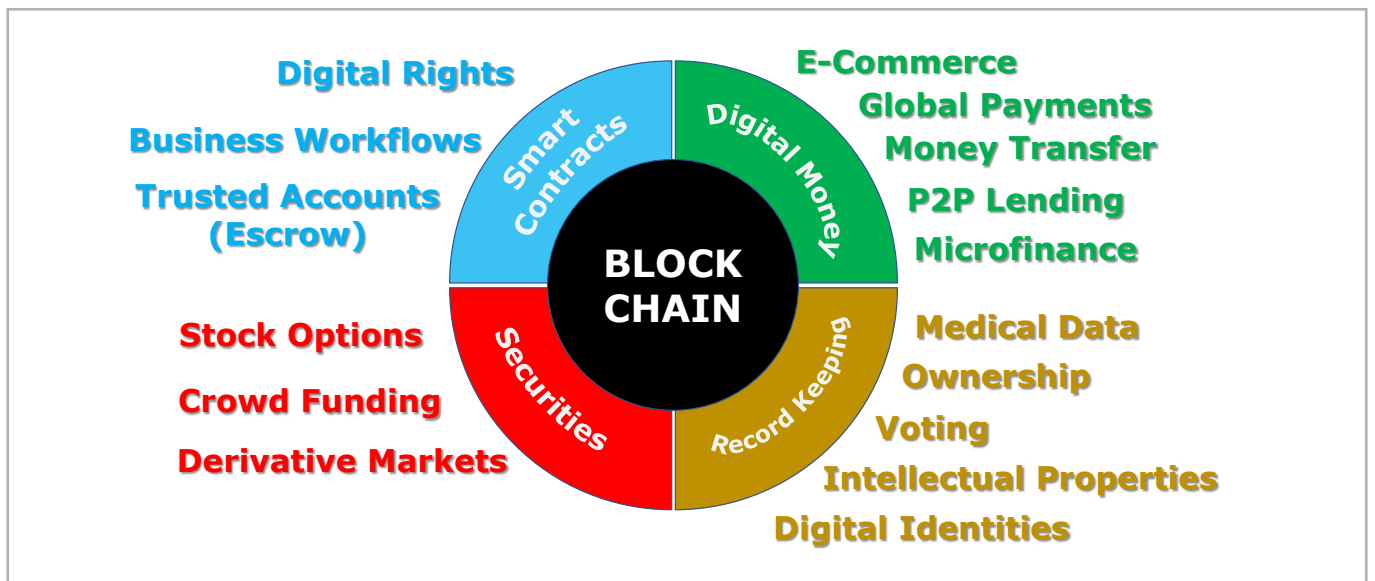 Digital Rights
Business Workflows
Trusted Accounts
(Escrow)
Smart
Contracts
Digital Money
E-Commerce
Global Payments
Money Transfer
P2P Lending
Microfinance
BLOCK
CHAIN
Stock Options
Crowd Funding
Derivative Markets
Securities
Record Keeping
Medical Data
Ownership
Voting
Intellectual Properties
Digital Identities